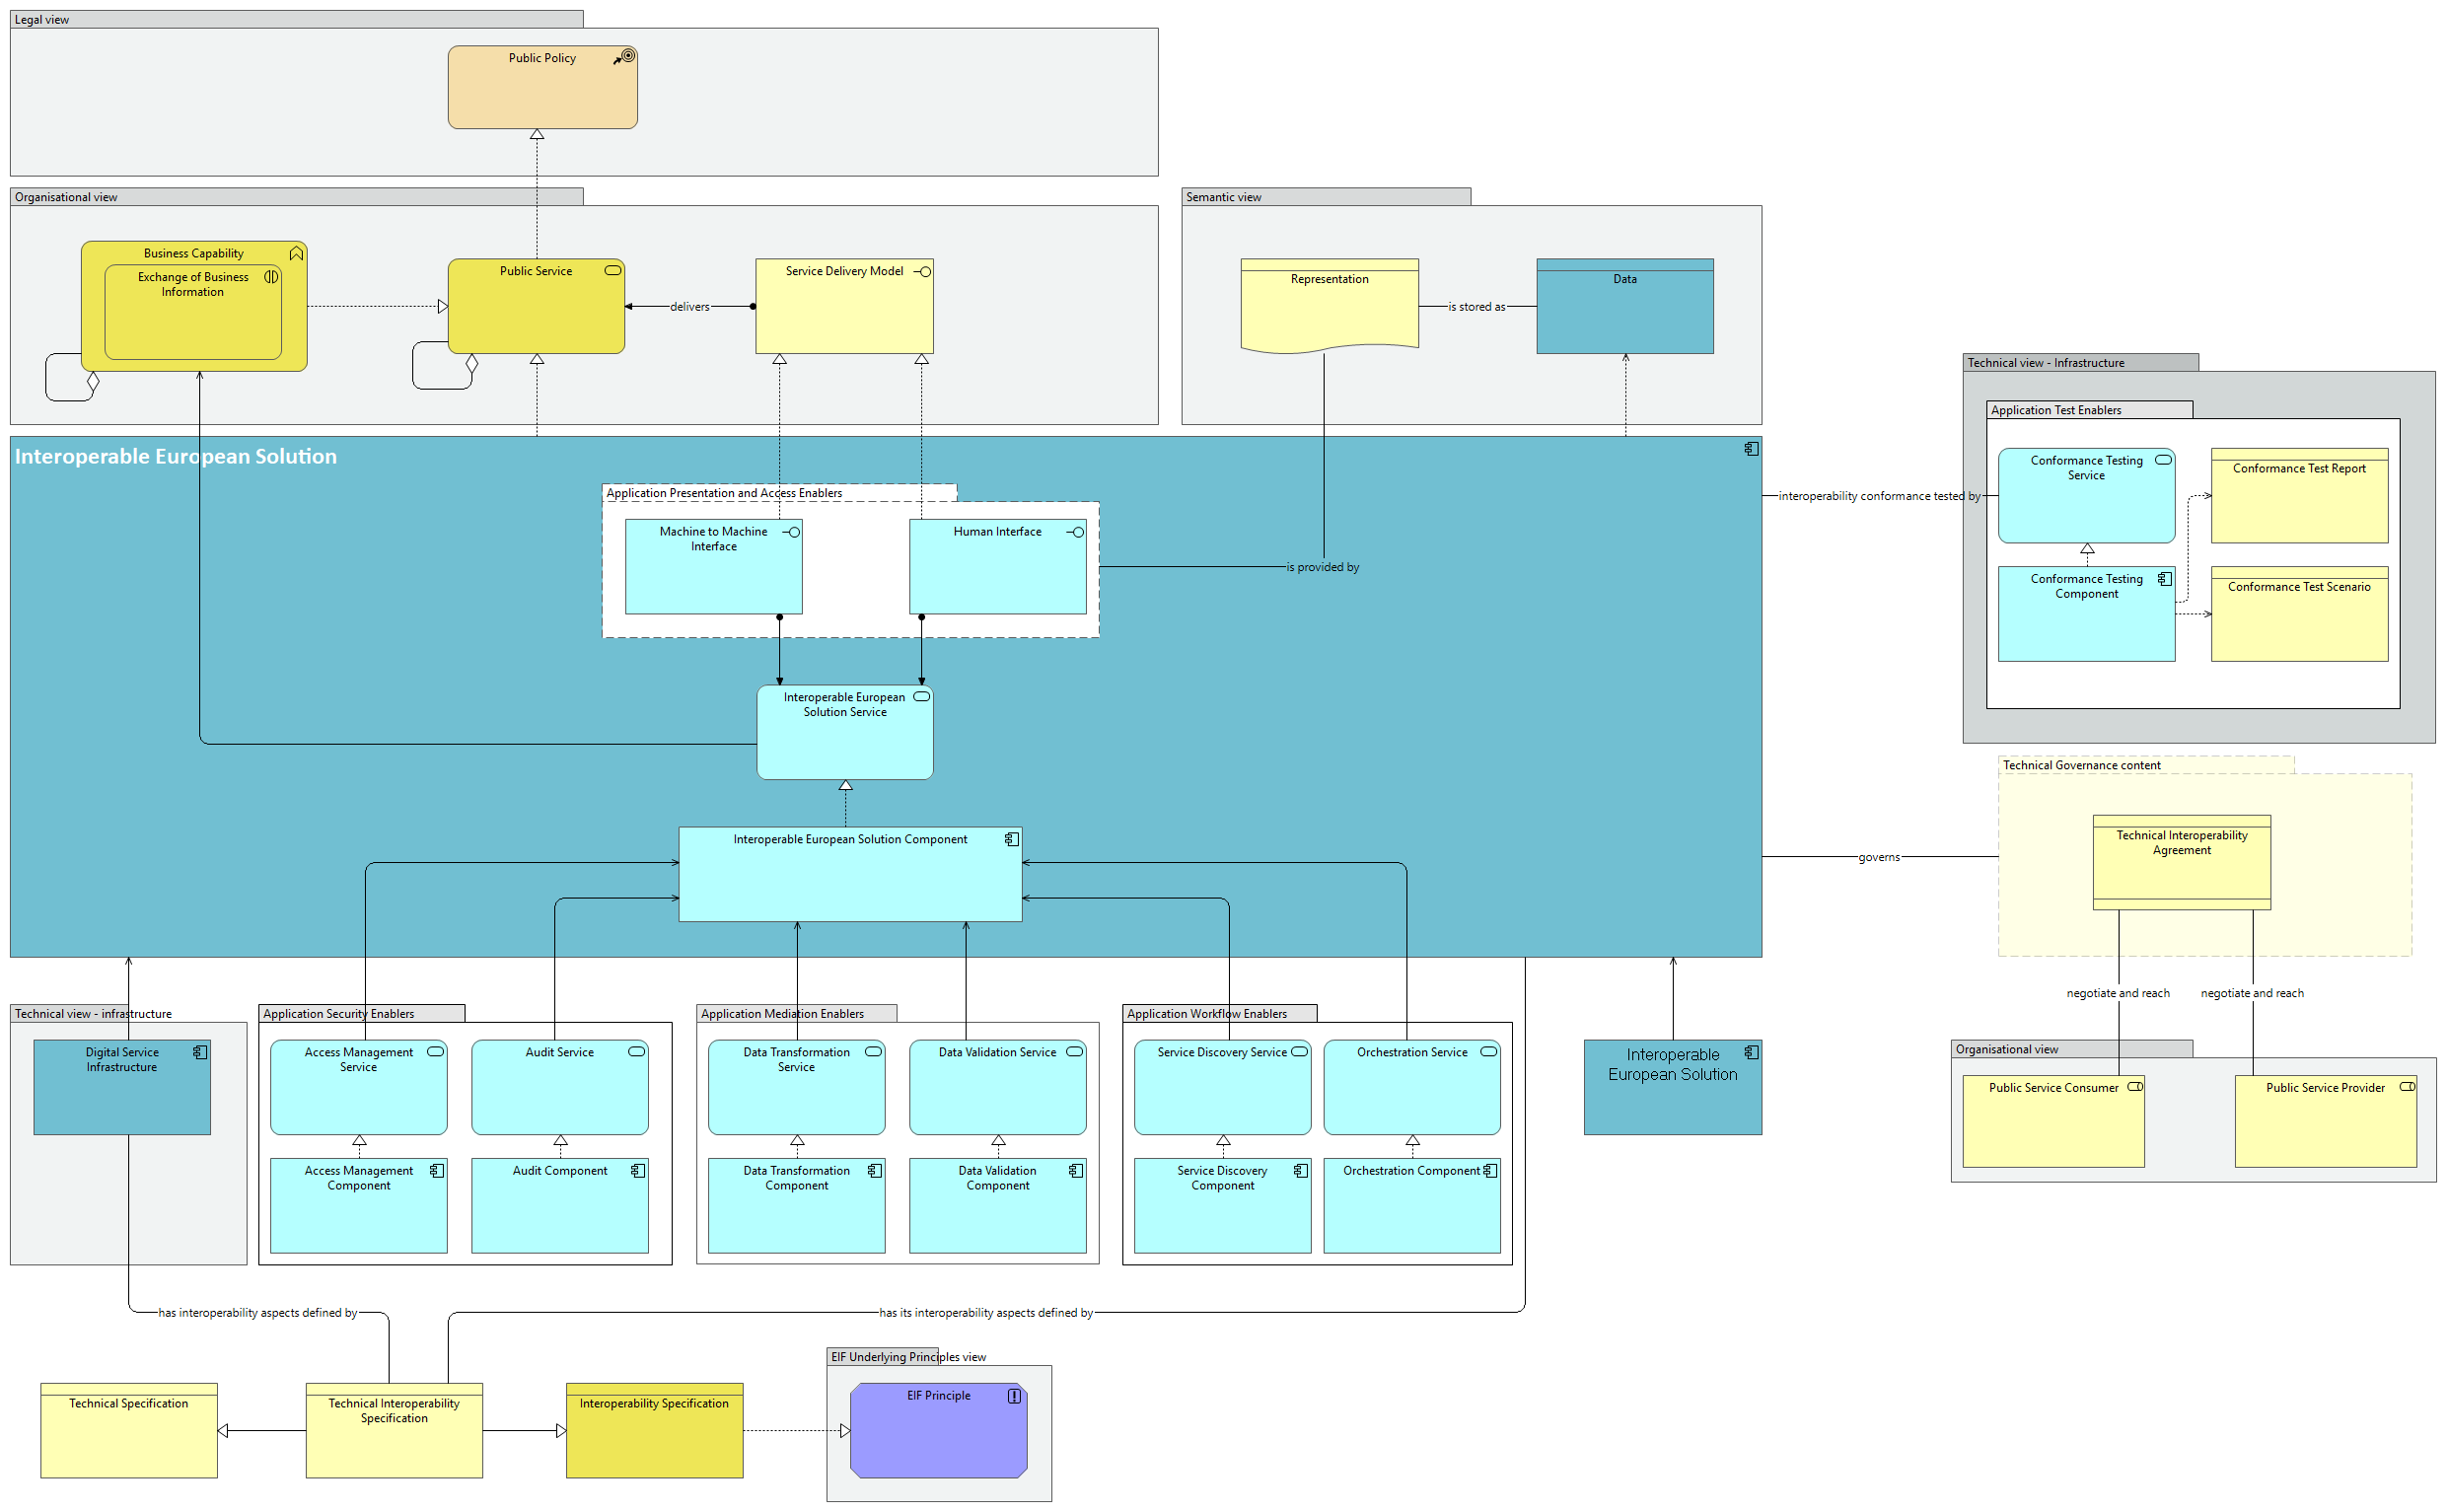 Legal view
Public Policy
Organisational view
Business Capability
Exchange of Business
Information
Public Service
delivers
Service Delivery Model
Semantic view
Representation
is stored as
Data
Technical view - Infrastructure
Application Test Enablers
Conformance Testing
Service
Conformance Test Report
Conformance Testing
Component
Conformance Test Scenario
Interoperable European Solution
Application Presentation and Access Enablers
Machine to Machine
Interface
Human Interface
is provided by
interoperability conformance tested by
Interoperable European
Solution Service
Interoperable European Solution Component
governs
Technical Governance content
Technical Interoperability
Agreement
negotiate and reach
negotiate and reach
Organisational view
Public Service Consumer
Public Service Provider
Technical view - infrastructure
Digital Service
Infrastructure
Application Security Enablers
Access Management
Service
Audit Service
Access Management
Component
Audit Component
Application Mediation Enablers
Data Transformation
Service
Data Validation Service
Data Transformation
Component
Data Validation
Component
Application Workflow Enablers
Service Discovery Service
Orchestration Service
Service Discovery
Component
Orchestration Component
Interoperable
European Solution
has interoperability aspects defined by
has its interoperability aspects defined by
Technical Specification
Technical Interoperability
Specification
Interoperability Specification
EIF Underlying Principles view
EIF Principle